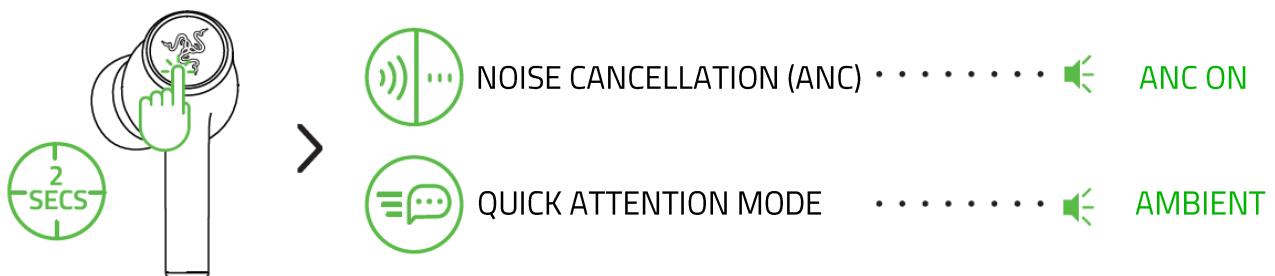 2
SECS
NOISE CANCELLATION (ANC) ········· ANC ON
QUICK ATTENTION MODE ········· AMBIENT